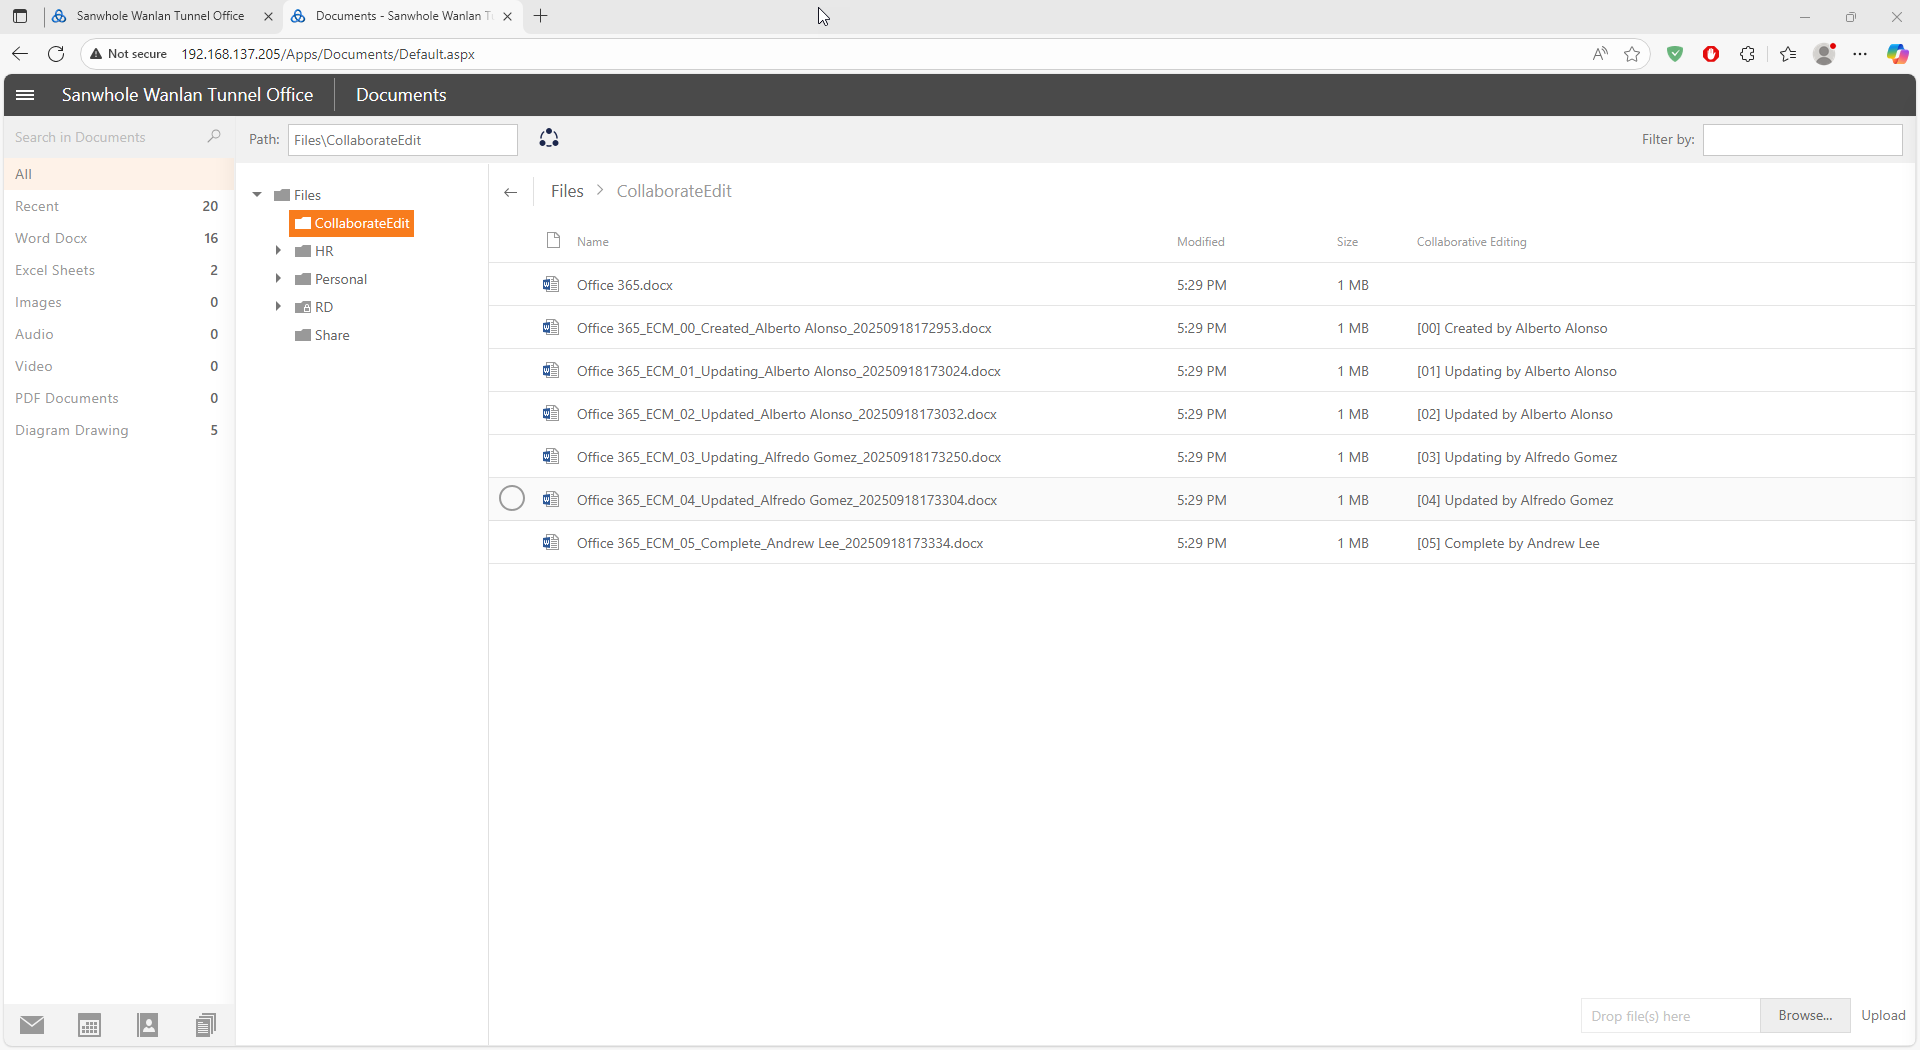 Sanwhole Wanlan Tunnel Office
Documents - Sanwhole Wanlan T
Not secure 192.168.137.205/Apps/Documents/Default.aspx
Sanwhole Wanlan Tunnel Office Documents
Search in Documents
All
Recent 20
Word Docx 16
Excel Sheets 2
Images 0
Audio 0
Video 0
PDF Documents 0
Diagram Drawing 5
Path: Files\CollaborateEdit
Filter by:
Files
CollaborateEdit
HR
Personal
RD
Share
Files > CollaborateEdit
Name Modified Size Collaborative Editing
Office 365.docx 5:29 PM 1 MB
Office 365_ECM_00_Created_Alberto Alonso_20250918172953.docx 5:29 PM 1 MB [00] Created by Alberto Alonso
Office 365_ECM_01_Updating_Alberto Alonso_20250918173024.docx 5:29 PM 1 MB [01] Updating by Alberto Alonso
Office 365_ECM_02_Updated_Alberto Alonso_20250918173032.docx 5:29 PM 1 MB [02] Updated by Alberto Alonso
Office 365_ECM_03_Updating_Alfredo Gomez_20250918173250.docx 5:29 PM 1 MB [03] Updating by Alfredo Gomez
Office 365_ECM_04_Updated_Alfredo Gomez_20250918173304.docx 5:29 PM 1 MB [04] Updated by Alfredo Gomez
Office 365_ECM_05_Complete_Andrew Lee_20250918173334.docx 5:29 PM 1 MB [05] Complete by Andrew Lee
Drop file(s) here Browse... Upload